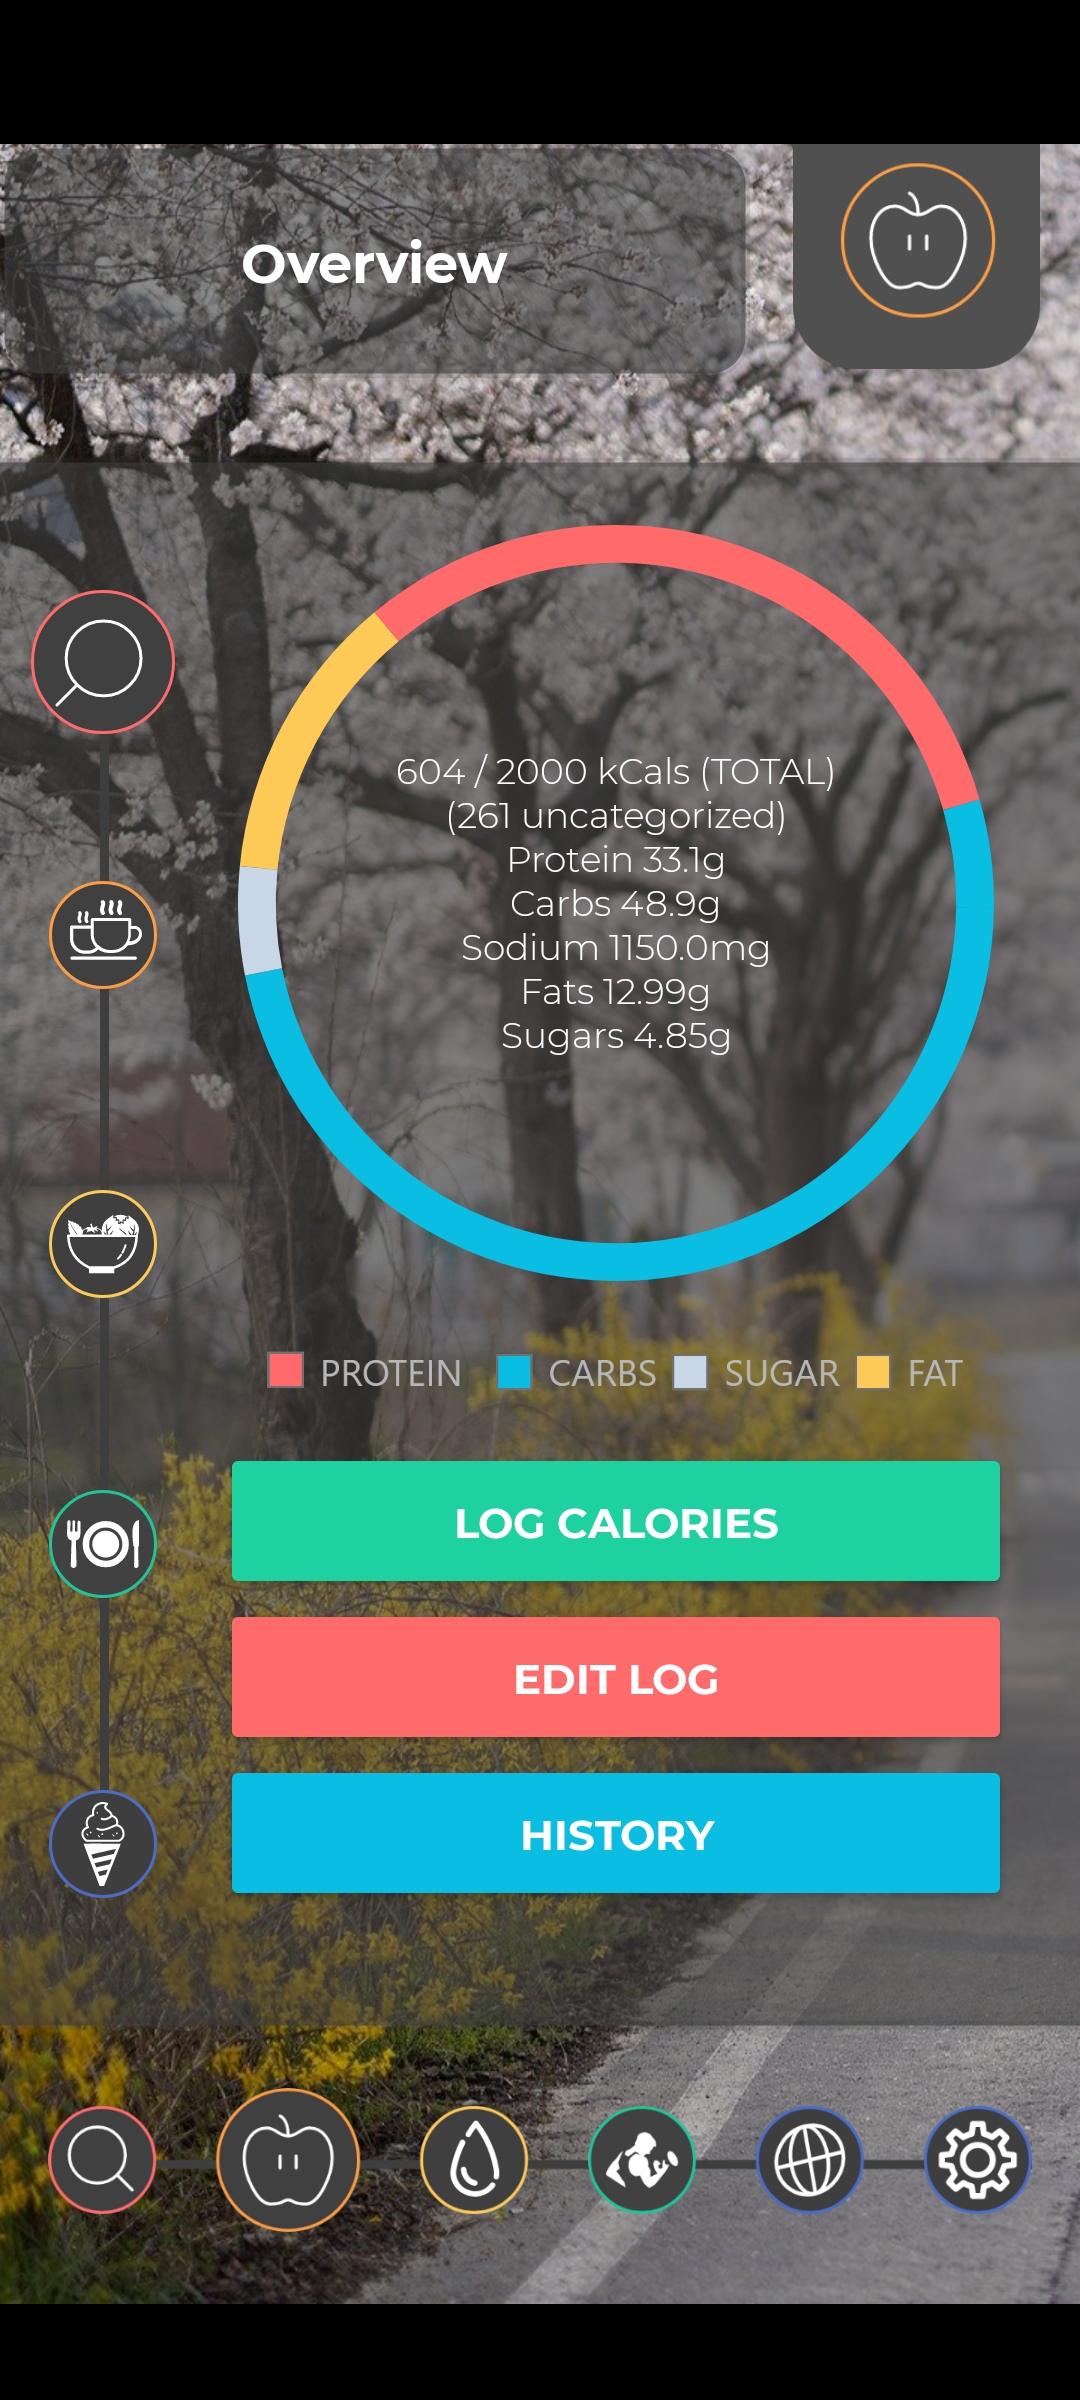 Overview
604 / 2000 kCals (TOTAL)
(261 uncategorized)
Protein 33.1g
Carbs 48.9g
Sodium 1150.0mg
Fats 12.99g
Sugars 4.85g
PROTEIN CARBS SUGAR FAT
LOG CALORIES
EDIT LOG
HISTORY